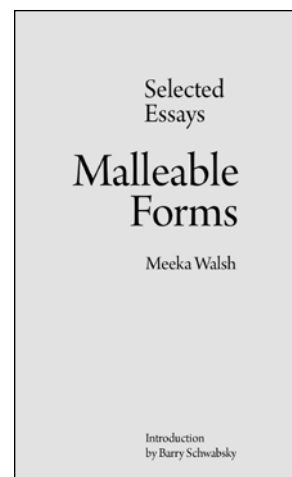 Selected
Essays
Malleable
Forms
Meeka Walsh
Introduction
by Barry Schwabsky